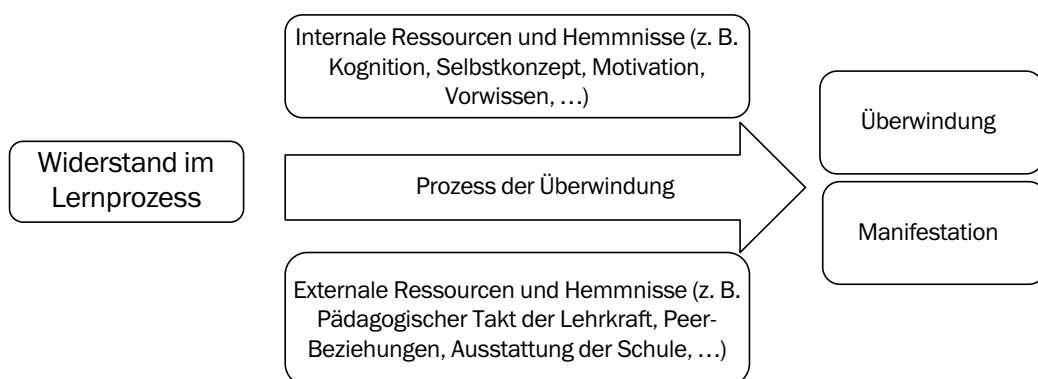 Internale Ressourcen und Hemmnisse (z. B.
Kognition, Selbstkonzept, Motivation,
Vorwissen, …)
Widerstand im
Lernprozess
Prozess der Überwindung
Überwindung
Manifestation
Externale Ressourcen und Hemmnisse (z. B.
Pädagogischer Takt der Lehrkraft, Peer-
Beziehungen, Ausstattung der Schule, …)